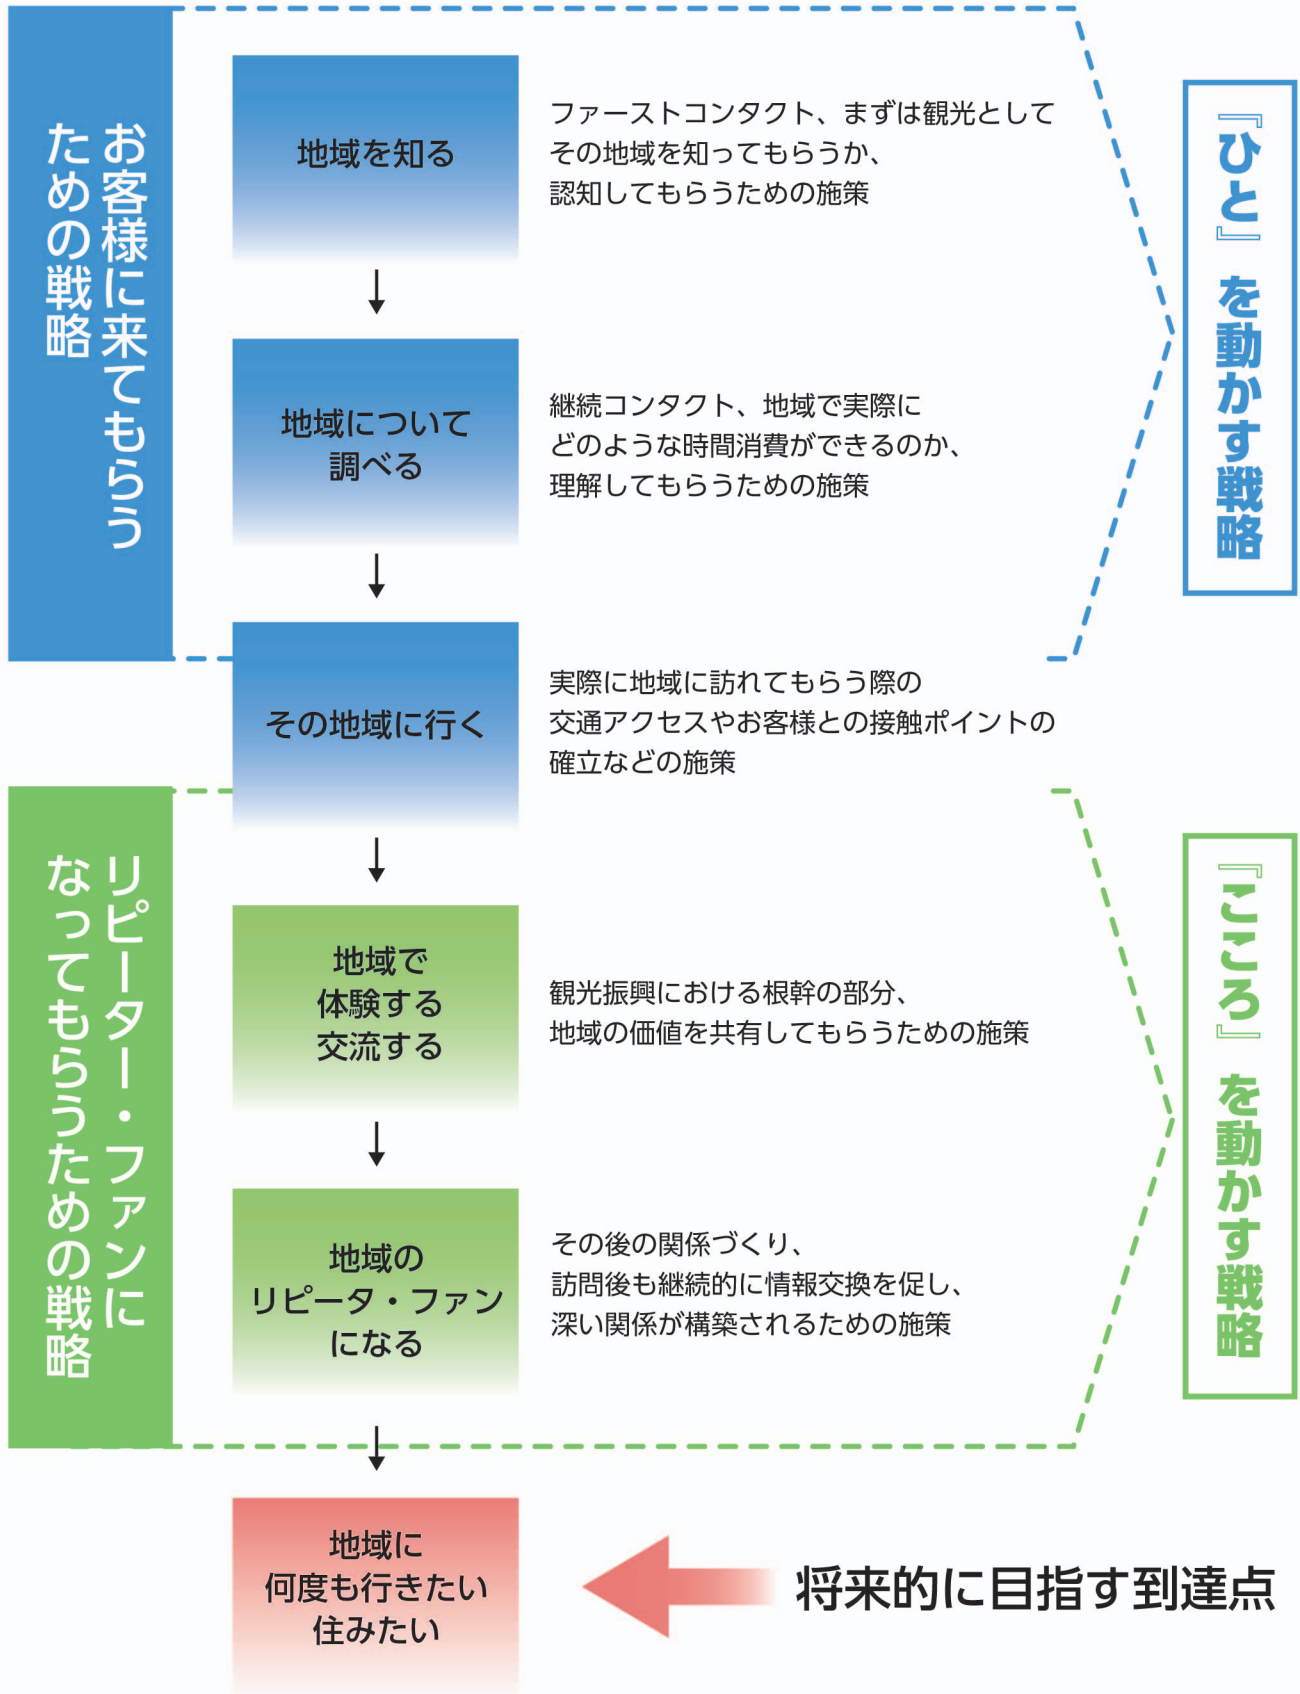 お客様に来てもらう
ための戦略
地域を知る
ファーストコンタクト、まずは観光として
その地域を知ってもらうか、
認知してもらうための施策
地域について
調べる
継続コンタクト、地域で実際に
どのような時間消費ができるのか、
理解してもらうための施策
その地域に行く
実際に地域に訪れてもらう際の
交通アクセスやお客様との接触ポイントの
確立などの施策
『ひと』を動かす戦略
リピーター・ファンに
なってもらうための戦略
地域で
体験する
交流する
観光振興における根幹の部分、
地域の価値を共有してもらうための施策
地域の
リピータ・ファン
になる
その後の関係づくり、
訪問後も継続的に情報交換を促し、
深い関係が構築されるための施策
『こころ』を動かす戦略
地域に
何度も行きたい
住みたい
将来的に目指す到達点